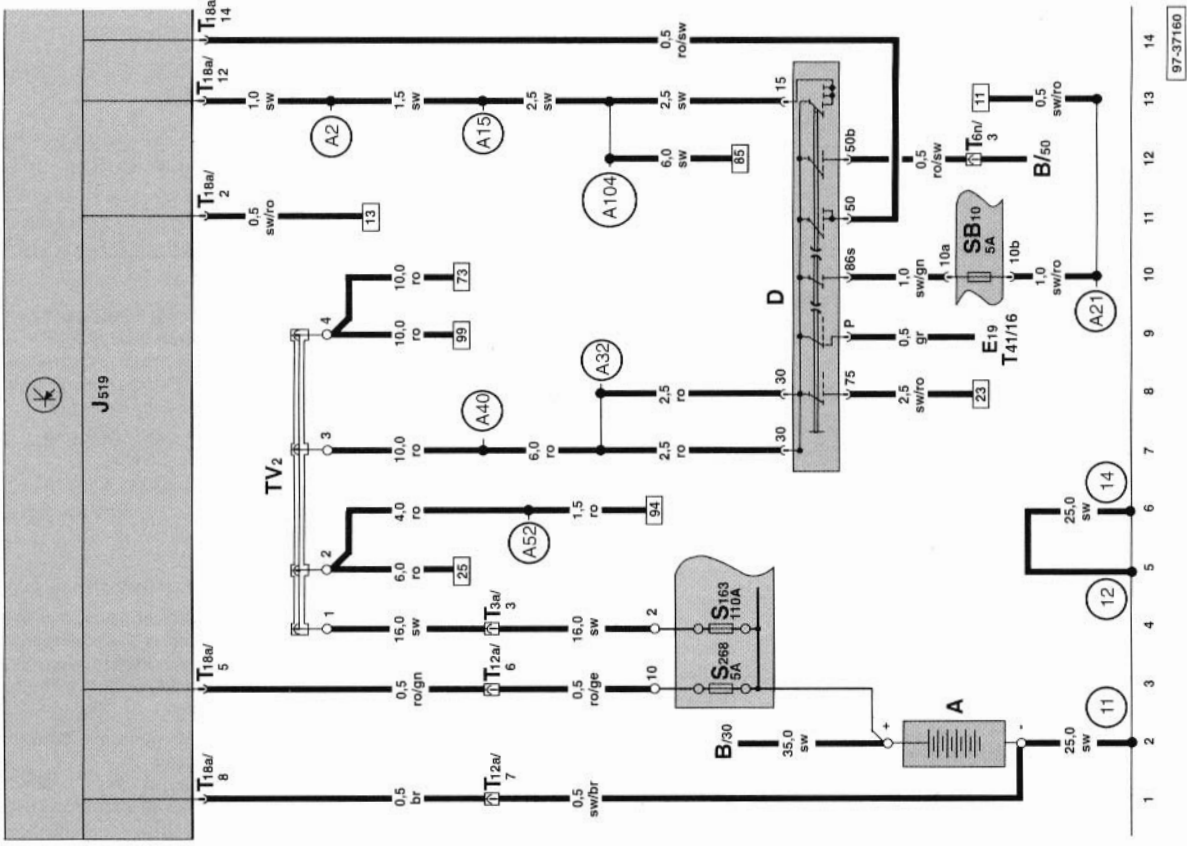 J519
T18a/
8
T18a/
5
T18a/
2
T18a/
12
T18a
14
0,5
br
T12a/
7
0,5
sw/br
0,5
ro/gn
T12a/
6
0,5
ro/ge
10
S268
5A
B/30
35,0
sw
+
A
-
25,0
sw
11
TV2
1
16,0
sw
T3a/
3
16,0
sw
2
S163
110A
2
6,0
ro
25
4,0
ro
A52
1,5
ro
94
12
25,0
sw
14
3
10,0
ro
A40
6,0
ro
A32
2,5
ro
30
2,5
ro
30
4
10,0
ro
99
10,0
ro
73
0,5
sw/ro
13
1,0
sw
A2
1,5
sw
A15
2,5
sw
A104
2,5
sw
15
6,0
sw
85
0,5
ro/sw
D
75
2,5
sw/ro
23
P
0,5
gr
E19
T41/16
86s
1,0
sw/gn
10a
SB10
5A
10b
1,0
sw/ro
A21
50
50b
0,5
ro/sw
T6n/
3
B/50
11
0,5
sw/ro
1
2
3
4
5
6
7
8
9
10
11
12
13
14
97-37160